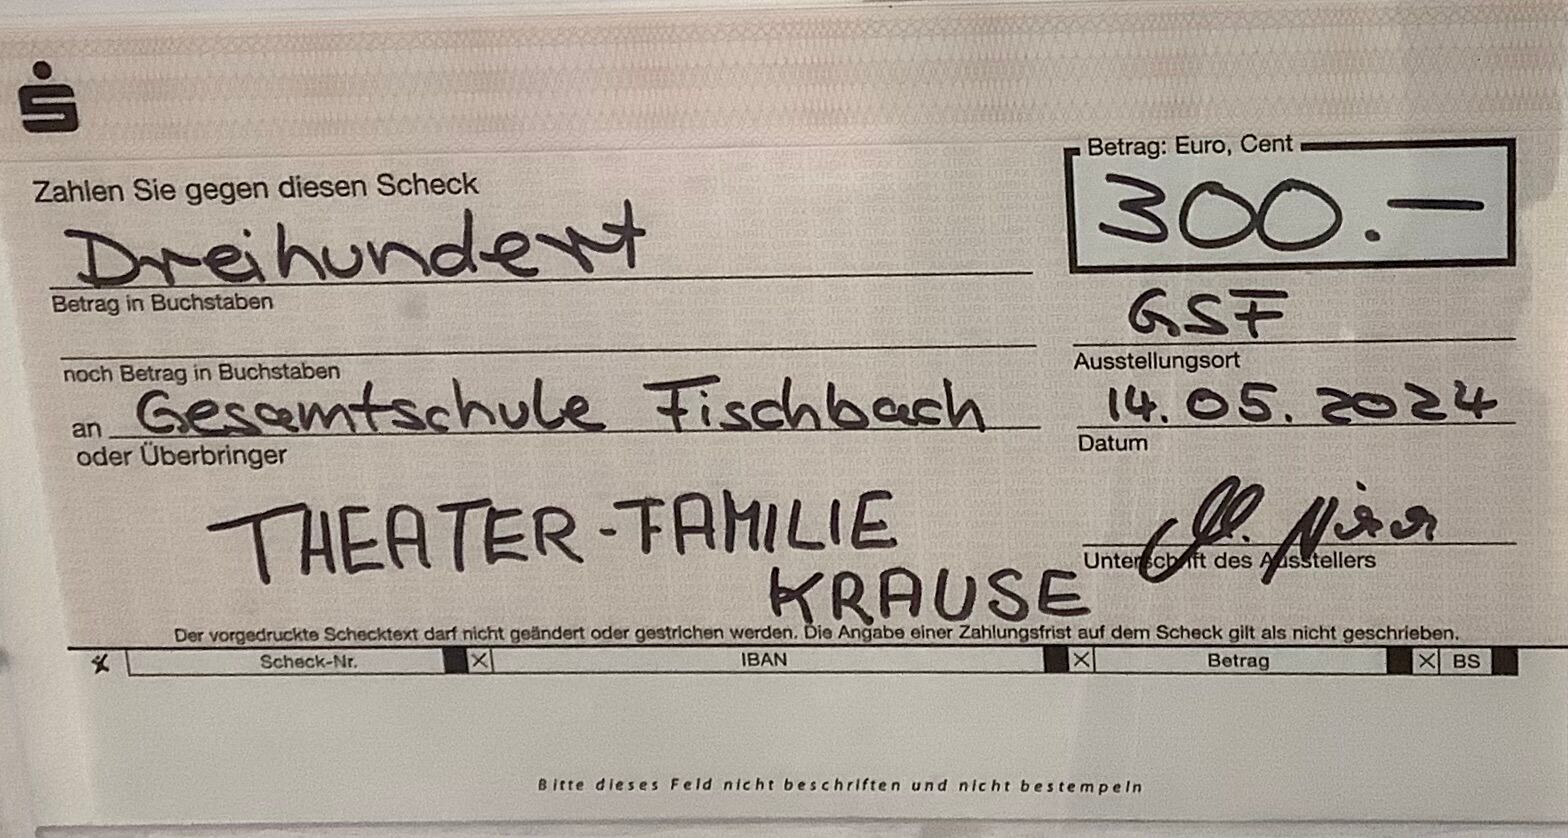 Betrag: Euro, Cent
Zahlen Sie gegen diesen Scheck
300.—
Dreihundert
Betrag in Buchstaben
GSF
Ausstellungsort
noch Betrag in Buchstaben
an Gesamtschule Fischbach
14.05.2024
oder Überbringer
Datum
THEATER-FAMILIE
KRAUSE
Unterschrift des Ausstellers
Der vorgedruckte Schecktext darf nicht geändert oder gestrichen werden. Die Angabe einer Zahlungsfrist auf dem Scheck gilt als nicht geschrieben.
Scheck-Nr. X IBAN X Betrag X BS
Bitte dieses Feld nicht beschriften und nicht bestempeln